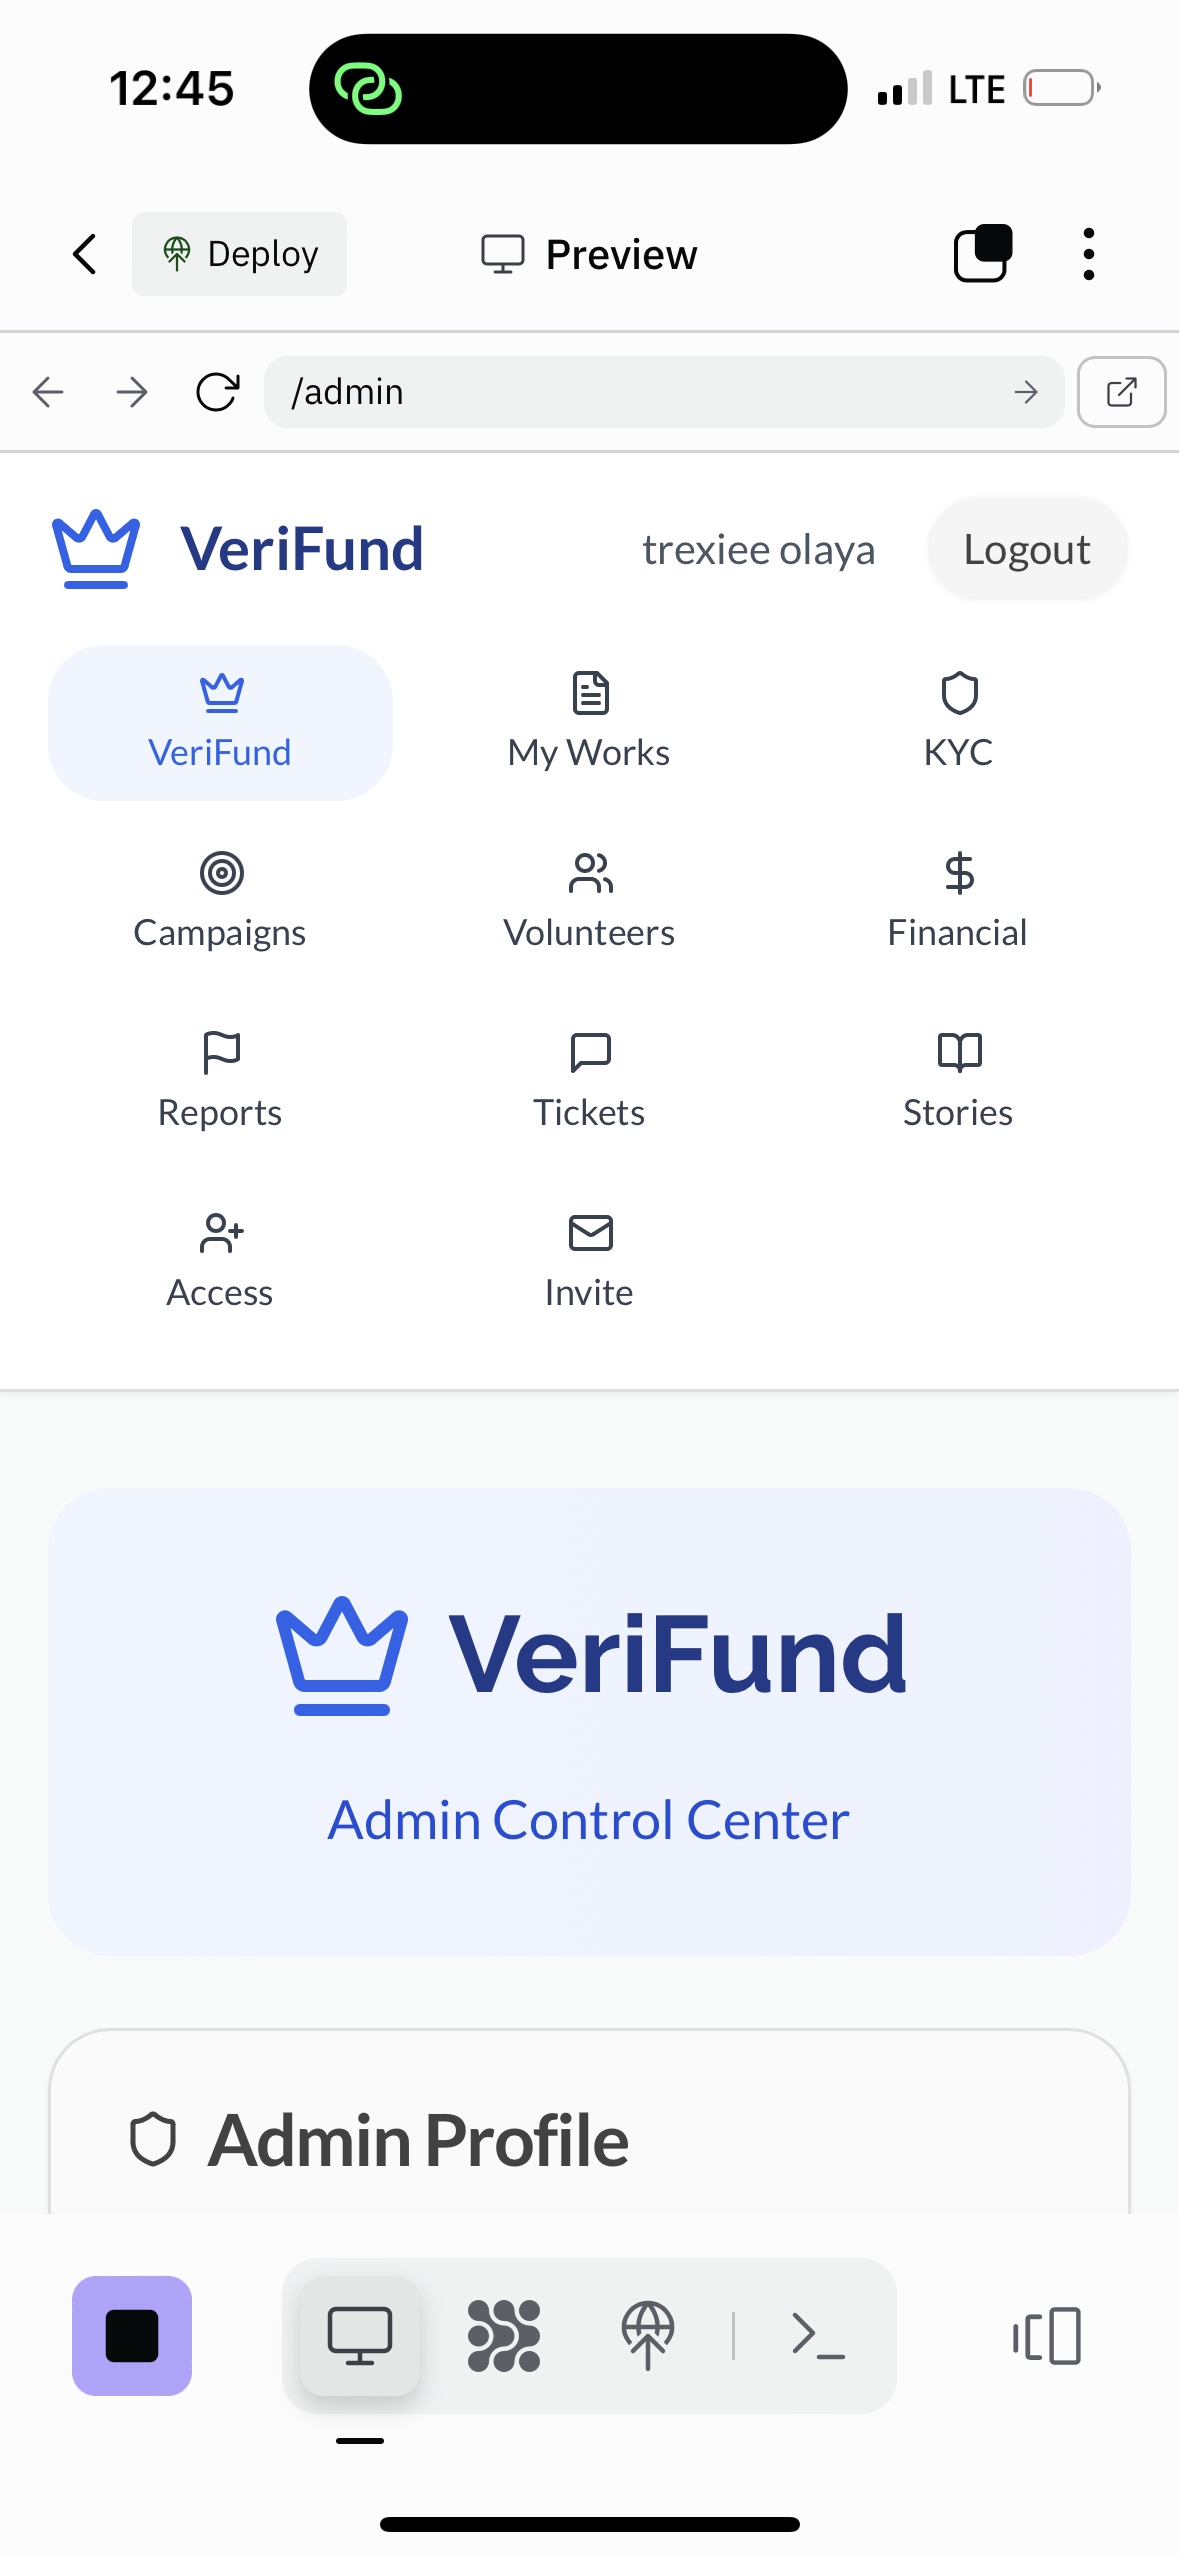 12:45
LTE
Deploy
Preview
/admin
VeriFund
trexiee olaya
Logout
VeriFund
My Works
KYC
Campaigns
Volunteers
Financial
Reports
Tickets
Stories
Access
Invite
VeriFund
Admin Control Center
Admin Profile